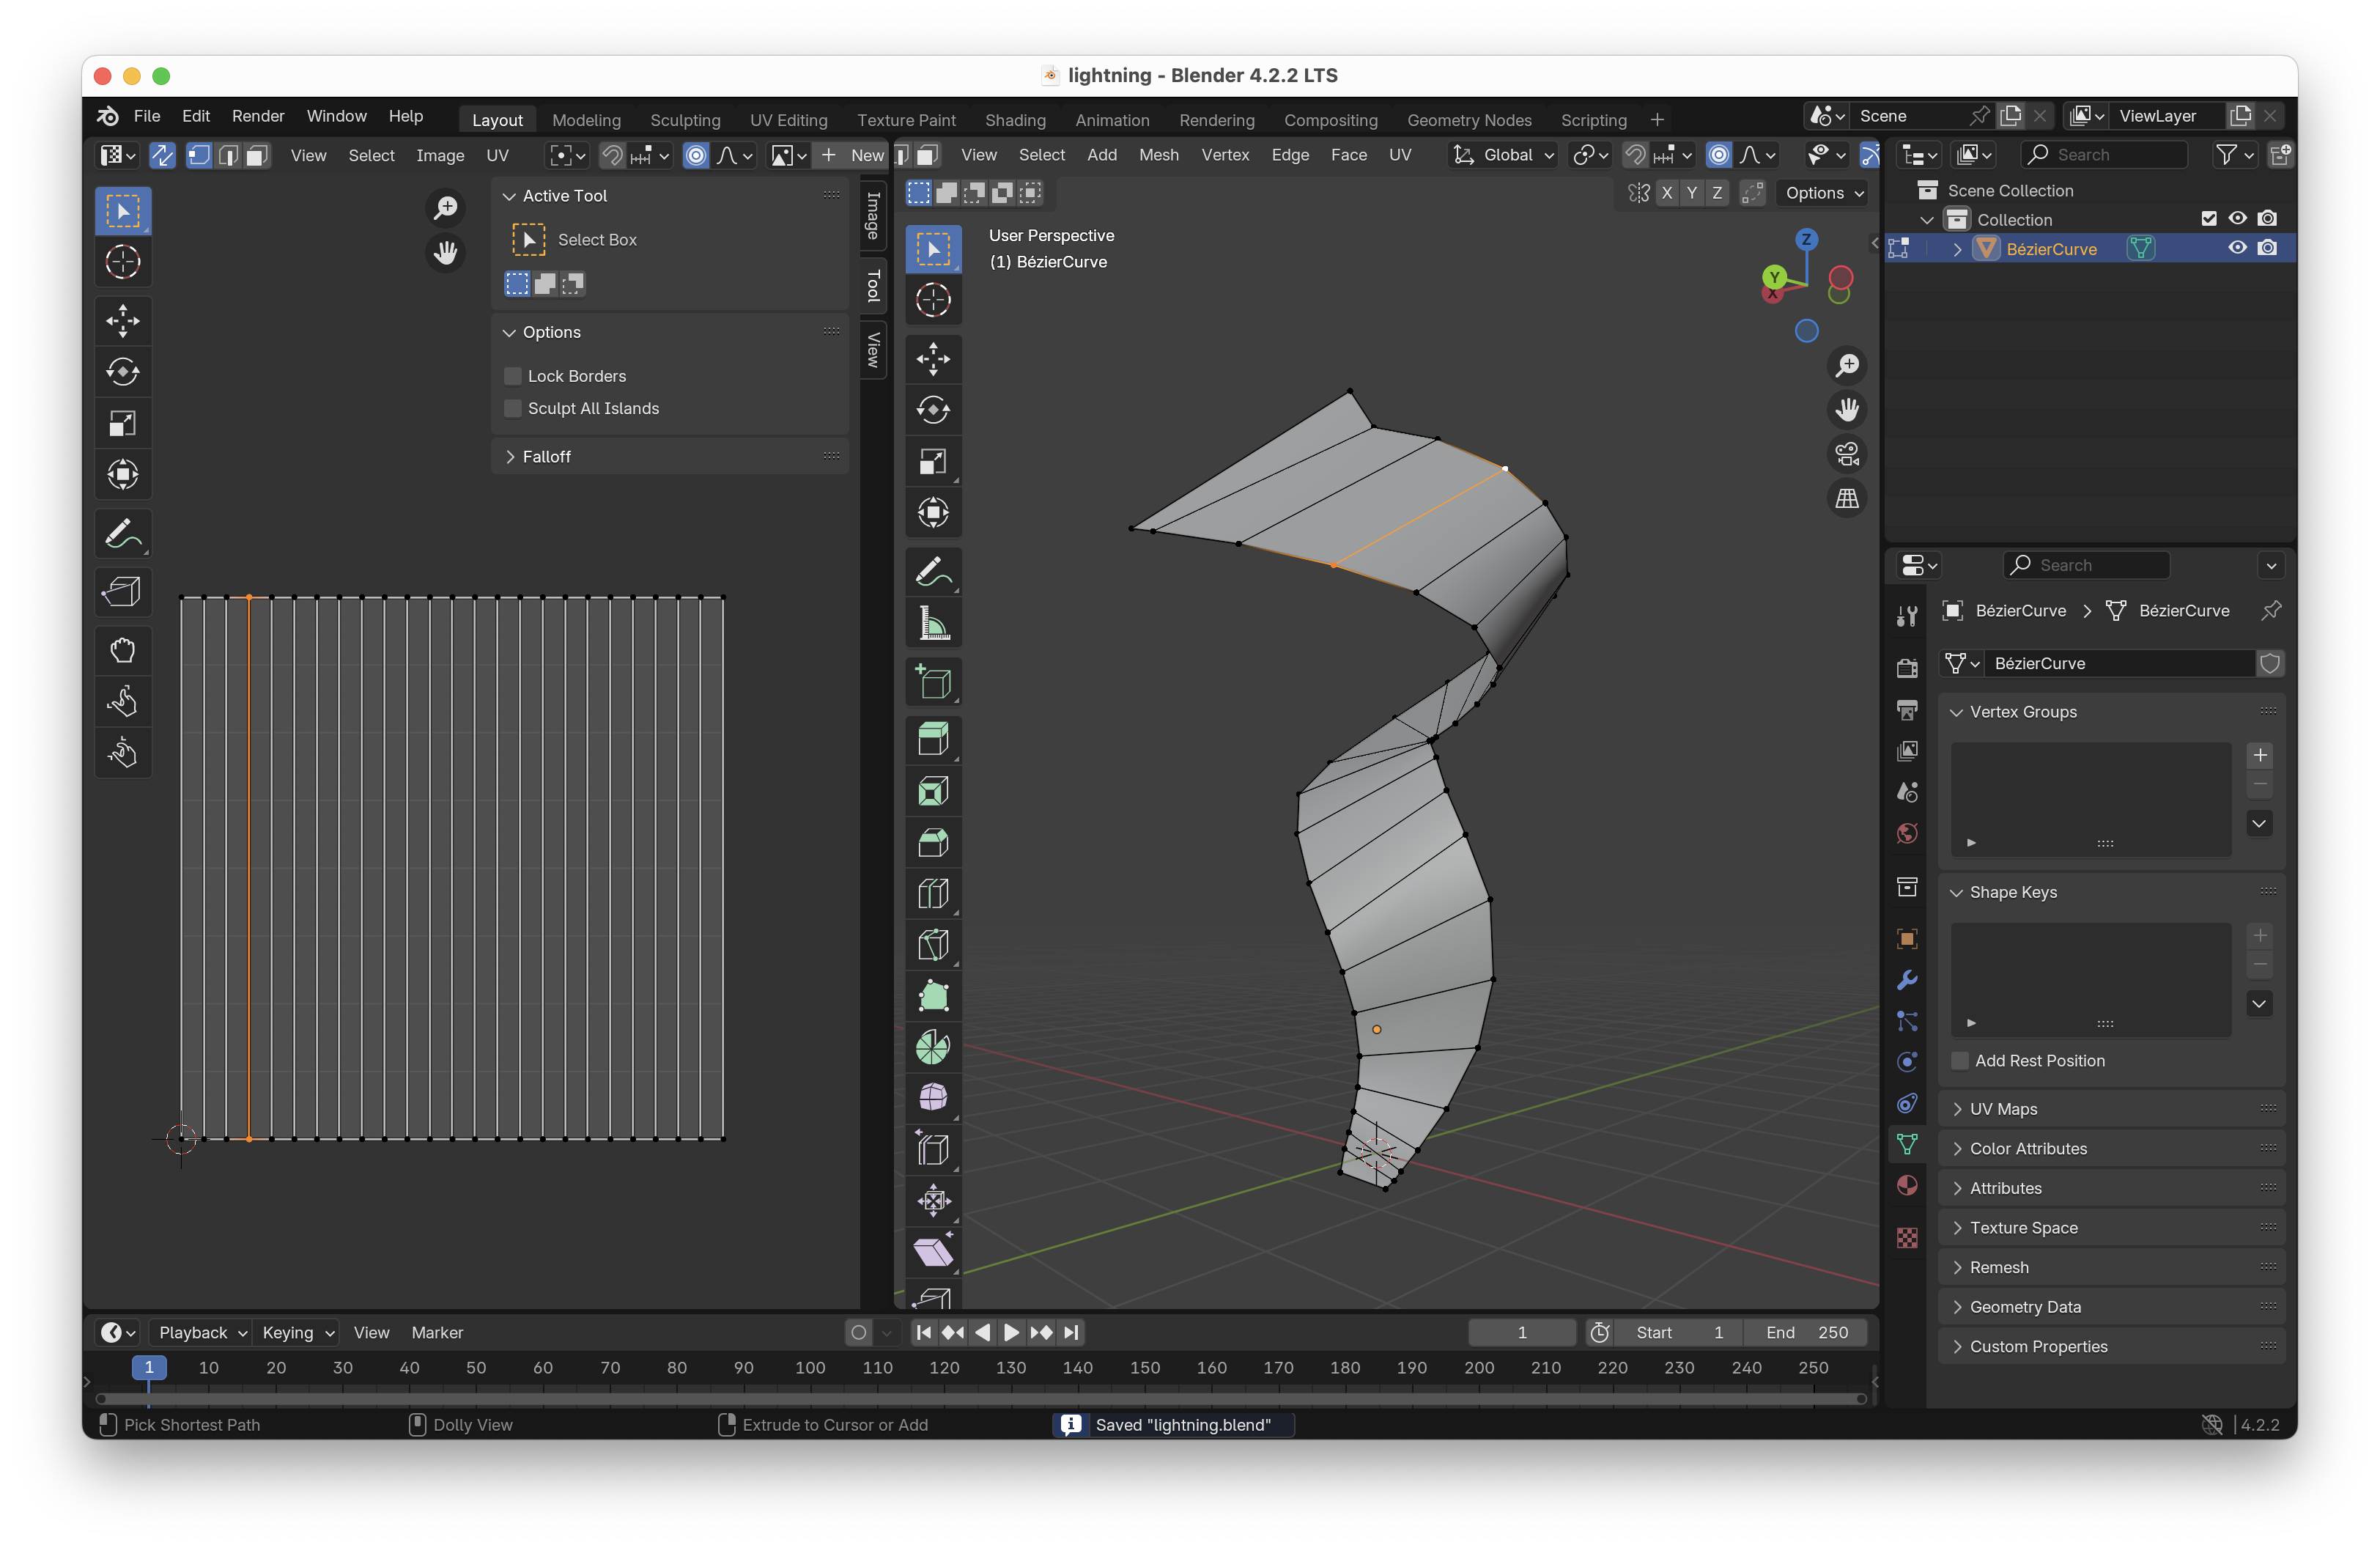 lightning - Blender 4.2.2 LTS
File Edit Render Window Help Layout Modeling Sculpting UV Editing Texture Paint Shading Animation Rendering Compositing Geometry Nodes Scripting + Scene ViewLayer
View Select Image UV + New
View Select Add Mesh Vertex Edge Face UV Global
Search
X Y Z Options
Active Tool
Select Box
Options
Lock Borders
Sculpt All Islands
Falloff
Image
Tool
View
User Perspective
(1) BézierCurve
Z
Y
X
Scene Collection
Collection
BézierCurve
Search
BézierCurve > BézierCurve
BézierCurve
Vertex Groups
Shape Keys
Add Rest Position
UV Maps
Color Attributes
Attributes
Texture Space
Remesh
Geometry Data
Custom Properties
Playback Keying View Marker 1 Start 1 End 250
1 10 20 30 40 50 60 70 80 90 100 110 120 130 140 150 160 170 180 190 200 210 220 230 240 250
Pick Shortest Path Dolly View Extrude to Cursor or Add Saved "lightning.blend" 4.2.2